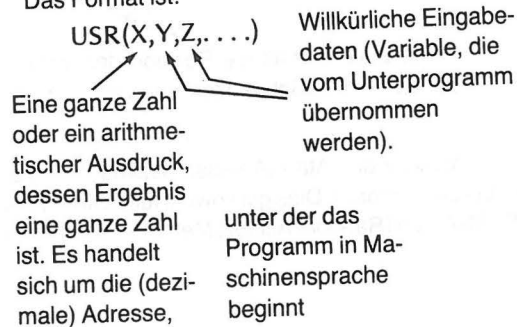 Das Format ist:
USR(X,Y,Z,. . . .)
Willkürliche Eingabe-
daten (Variable, die
vom Unterprogramm
übernommen
werden).
Eine ganze Zahl
oder ein arithme-
tischer Ausdruck,
dessen Ergebnis
eine ganze Zahl
ist. Es handelt
sich um die (dezi-
male) Adresse,
unter der das
Programm in Ma-
schinensprache
beginnt